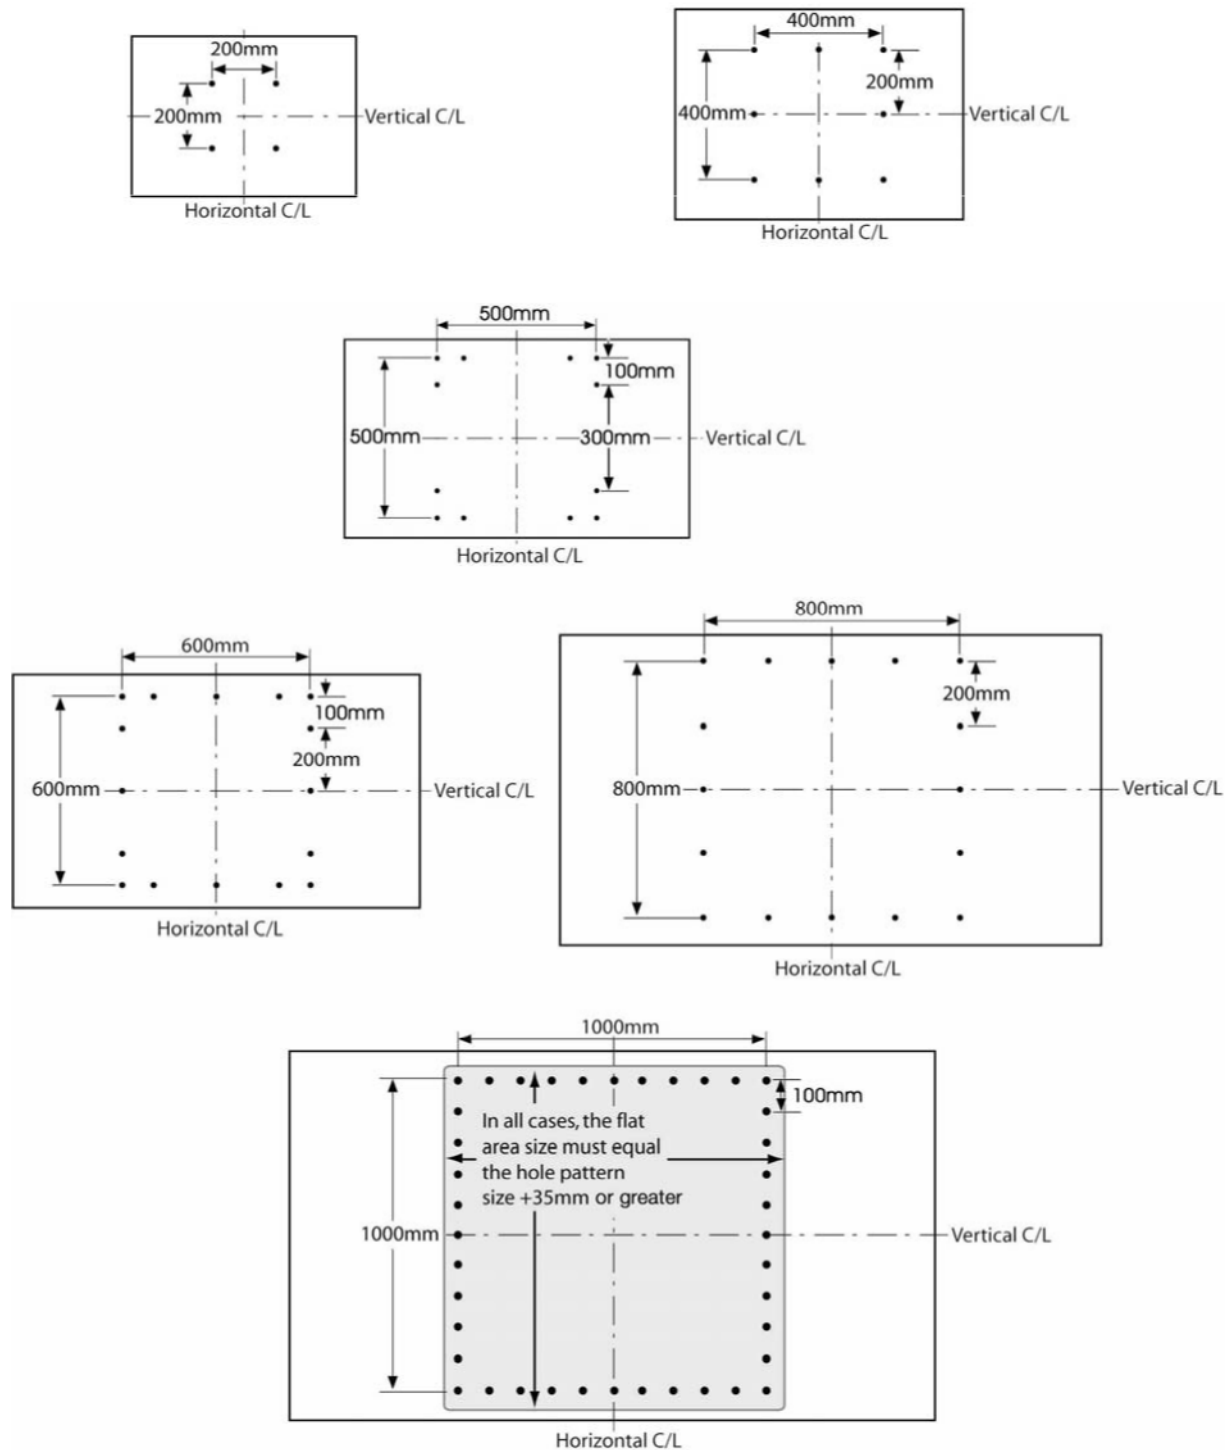 200mm
200mm
Vertical C/L
Horizontal C/L
400mm
200mm
400mm
Vertical C/L
Horizontal C/L
500mm
100mm
500mm
300mm
Vertical C/L
Horizontal C/L
600mm
100mm
200mm
600mm
Vertical C/L
Horizontal C/L
800mm
200mm
800mm
Vertical C/L
Horizontal C/L
1000mm
100mm
In all cases, the flat
area size must equal
the hole pattern
size +35mm or greater
1000mm
Vertical C/L
Horizontal C/L